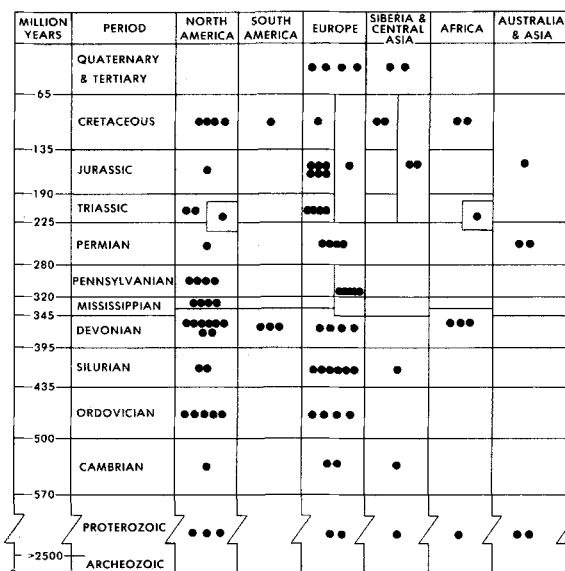 MILLION YEARS PERIOD NORTH AMERICA SOUTH AMERICA EUROPE SIBERIA & CENTRAL ASIA AFRICA AUSTRALIA & ASIA
QUATERNARY
& TERTIARY
65
CRETACEOUS
135
JURASSIC
190
TRIASSIC
225
PERMIAN
280
PENNSYLVANIAN
320
MISSISSIPPIAN
345
DEVONIAN
395
SILURIAN
435
ORDOVICIAN
500
CAMBRIAN
570
PROTEROZOIC
>2500
ARCHEOZOIC